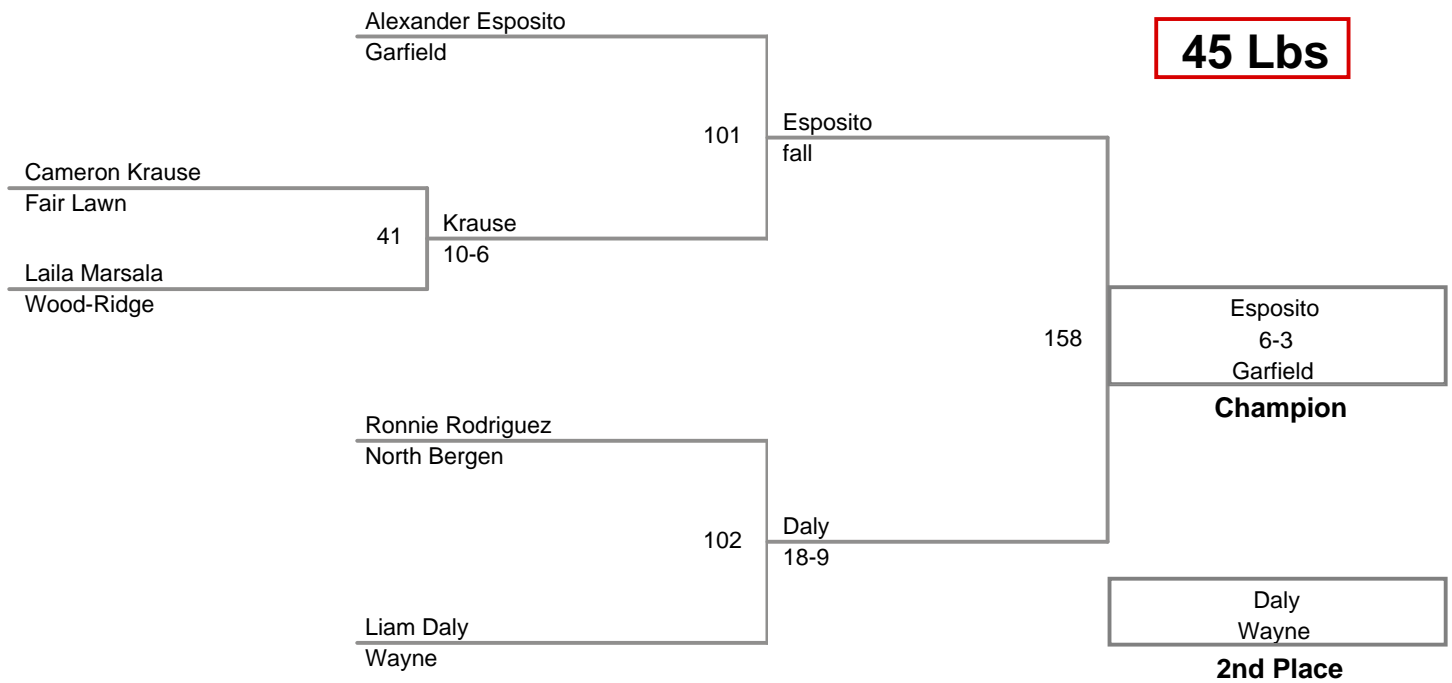 Alexander Esposito
Garfield
45 Lbs
101
Esposito
fall
Cameron Krause
Fair Lawn
41
Krause
10-6
Laila Marsala
Wood-Ridge
158
Esposito
6-3
Garfield
Champion
Ronnie Rodriguez
North Bergen
102
Daly
18-9
Liam Daly
Wayne
Daly
Wayne
2nd Place